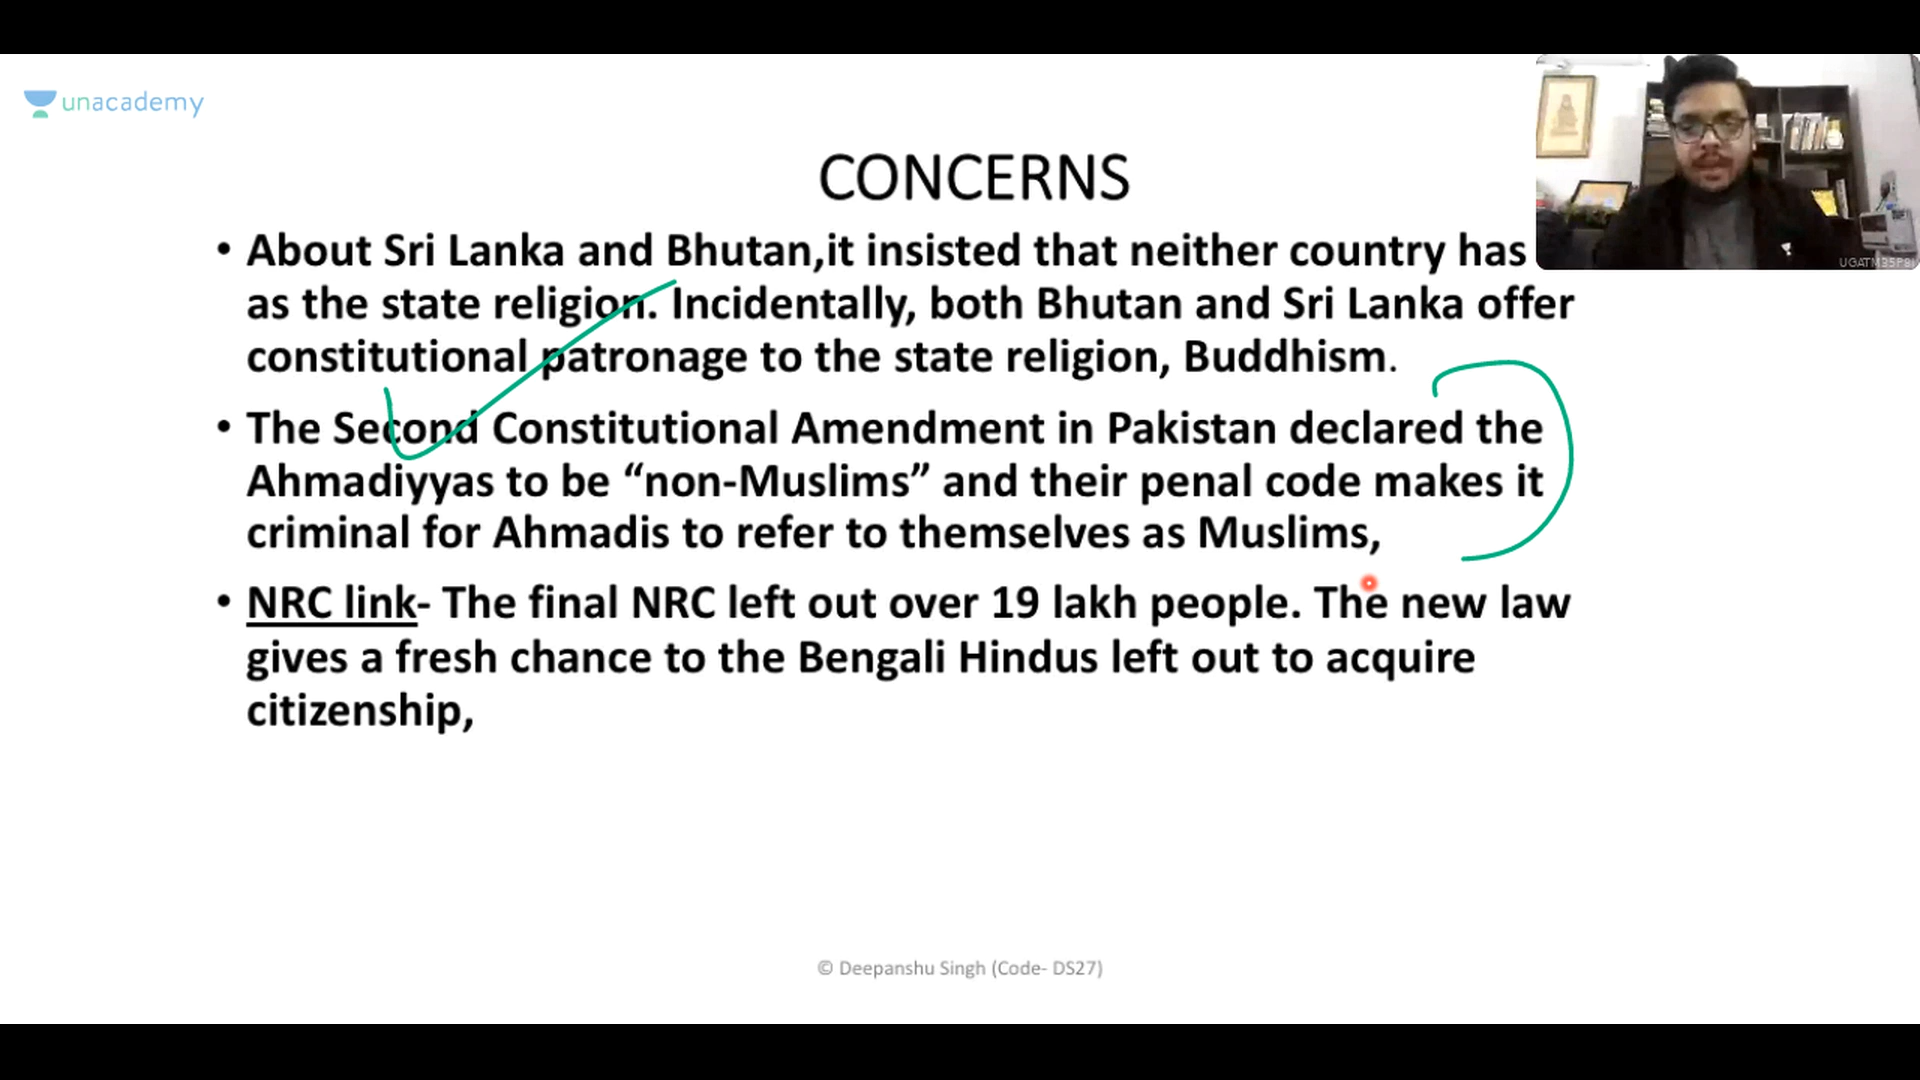 unacademy
CONCERNS
• About Sri Lanka and Bhutan,it insisted that neither country has
as the state religion. Incidentally, both Bhutan and Sri Lanka offer
constitutional patronage to the state religion, Buddhism.
• The Second Constitutional Amendment in Pakistan declared the
Ahmadiyyas to be “non-Muslims” and their penal code makes it
criminal for Ahmadis to refer to themselves as Muslims,
• NRC link- The final NRC left out over 19 lakh people. The new law
gives a fresh chance to the Bengali Hindus left out to acquire
citizenship,
© Deepanshu Singh (Code- DS27)